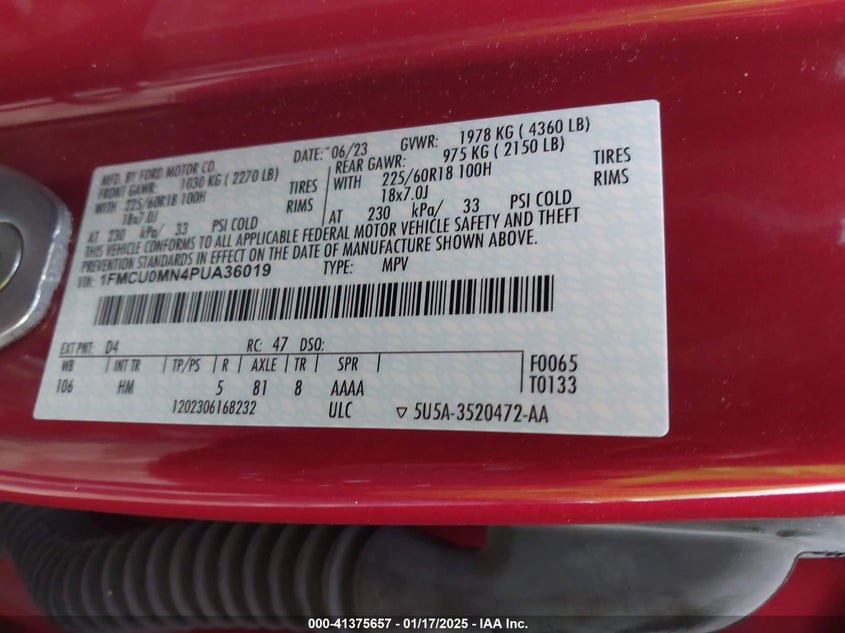 MFD. BY FORD MOTOR CO.
DATE: 06/23 GVWR: 1978 KG ( 4360 LB)
FRONT GAWR: 1030 KG ( 2270 LB) REAR GAWR: 975 KG ( 2150 LB)
WITH 225/60R18 100H TIRES WITH 225/60R18 100H TIRES
18x7.0J RIMS 18x7.0J RIMS
AT 230 kPa/ 33 PSI COLD AT 230 kPa/ 33 PSI COLD
THIS VEHICLE CONFORMS TO ALL APPLICABLE FEDERAL MOTOR VEHICLE SAFETY AND THEFT
PREVENTION STANDARDS IN EFFECT ON THE DATE OF MANUFACTURE SHOWN ABOVE.
VIN: 1FMCU0MN4PUA36019 TYPE: MPV
EXT PNT: D4 RC: 47 DSO:
WB INT TR TP/PS R AXLE TR SPR F0065
106 HM 5 81 8 AAAA T0133
1202306168232 ULC ▽ 5U5A-3520472-AA
000-41375657 - 01/17/2025 - IAA Inc.